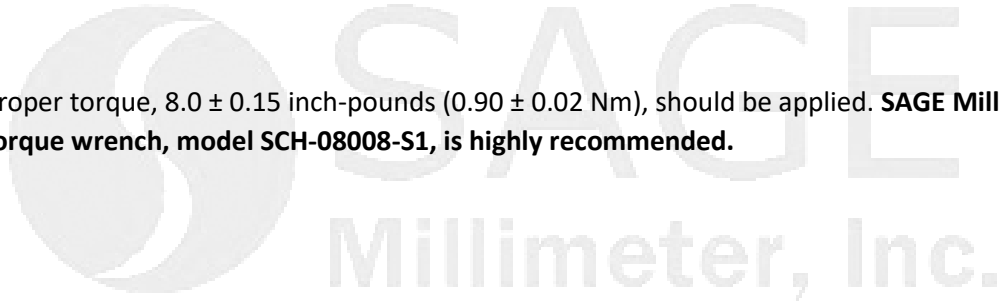 roper torque, 8.0 ± 0.15 inch-pounds (0.90 ± 0.02 Nm), should be applied. SAGE Mill
orque wrench, model SCH-08008-S1, is highly recommended.
SAGE
Millimeter, Inc.